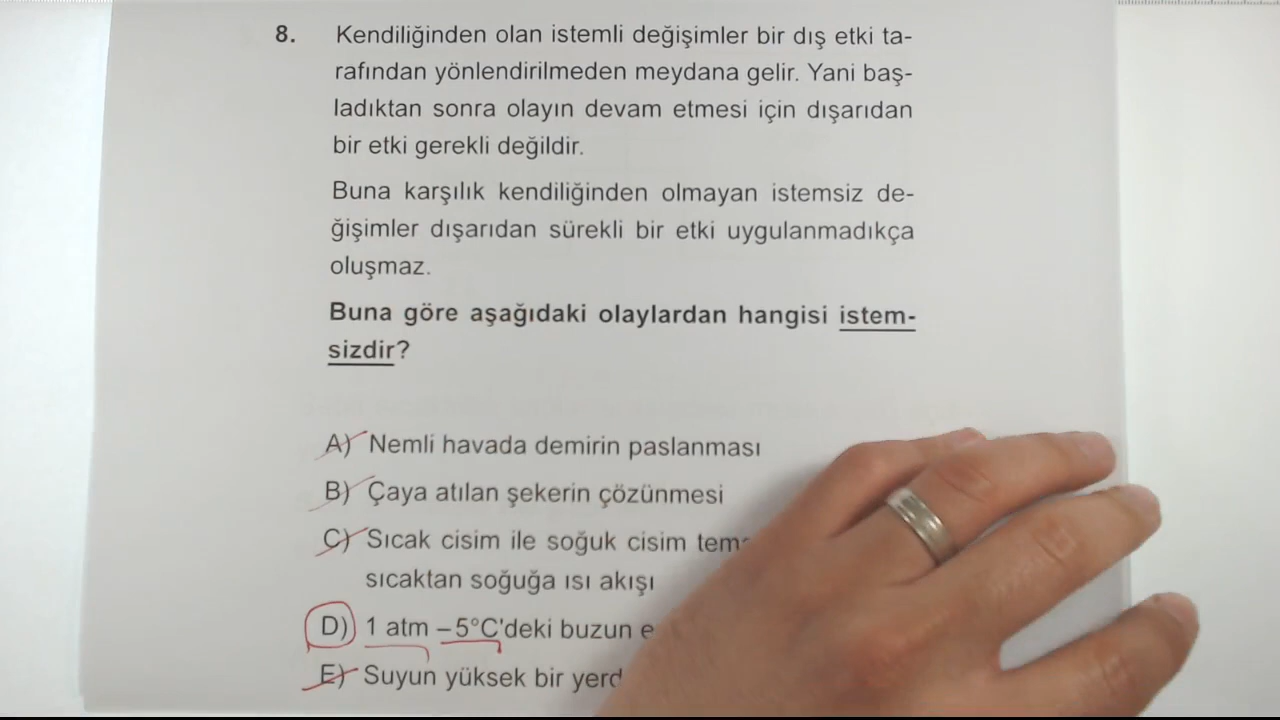 8. Kendiliğinden olan istemli değişimler bir dış etki ta-
rafından yönlendirilmeden meydana gelir. Yani baş-
ladıktan sonra olayın devam etmesi için dışarıdan
bir etki gerekli değildir.
Buna karşılık kendiliğinden olmayan istemsiz de-
ğişimler dışarıdan sürekli bir etki uygulanmadıkça
oluşmaz.
Buna göre aşağıdaki olaylardan hangisi istem-
sizdir?
A) Nemli havada demirin paslanması
B) Çaya atılan şekerin çözünmesi
C) Sıcak cisim ile soğuk cisim
sıcaktan soğuğa ısı akışı
D) 1 atm –5°C'deki buzun
E) Suyun yüksek bir